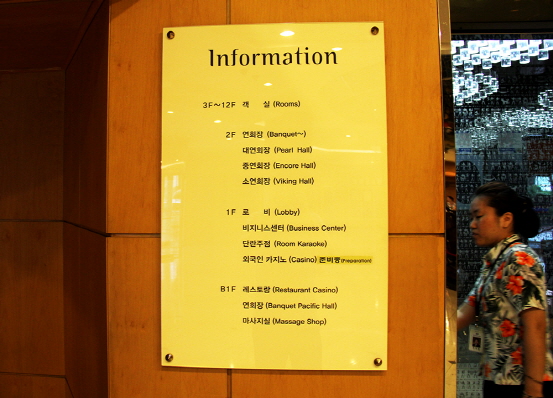 Information
3F~12F 객 실 (Rooms)
2F 연회장 (Banquet~)
대연회장 (Pearl Hall)
중연회장 (Encore Hall)
소연회장 (Viking Hall)
1F 로 비 (Lobby)
비지니스센터 (Business Center)
단란주점 (Room Karaoke)
외국인 카지노 (Casino) 준비중(Preparation)
B1F 레스토랑 (Restaurant Casino)
연회장 (Banquet Pacific Hall)
마사지실 (Massage Shop)